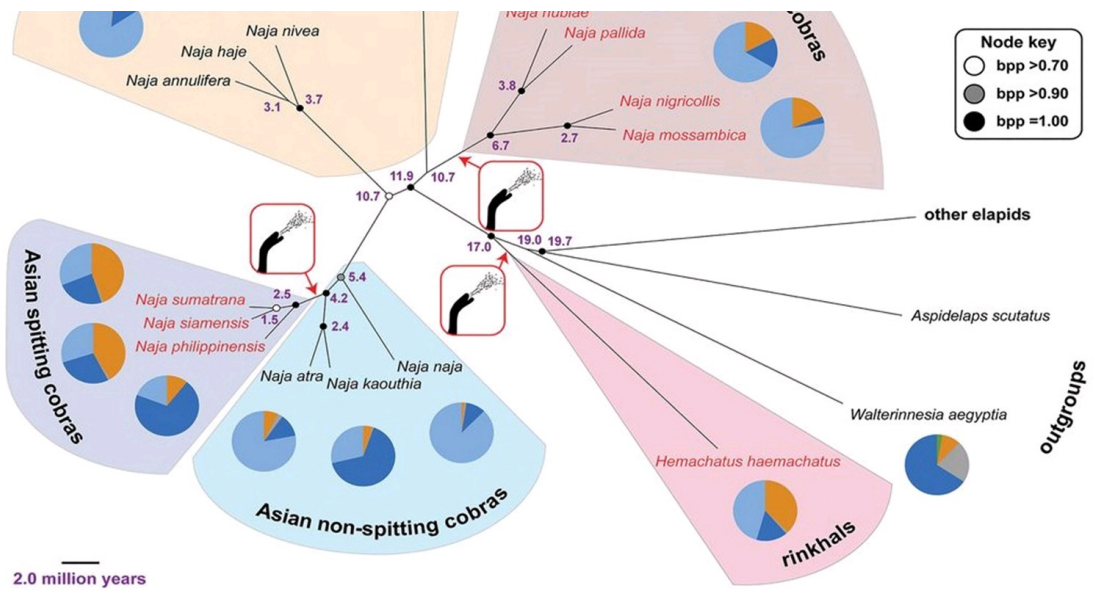 Naja nubiae
cobras
Naja pallida
Naja nivea
Naja haje
Naja annulifera
3.1
3.7
3.8
Naja nigricollis
Naja mossambica
6.7
2.7
Node key
bpp >0.70
bpp >0.90
bpp =1.00
11.9
10.7
10.7
17.0
19.0
19.7
other elapids
Aspidelaps scutatus
Walterinnesia aegyptia
outgroups
Hemachatus haemachatus
rinkhals
5.4
4.2
2.5
1.5
2.4
Naja sumatrana
Naja siamensis
Naja philippinensis
Asian spitting cobras
Naja atra
Naja kaouthia
Naja naja
Asian non-spitting cobras
2.0 million years